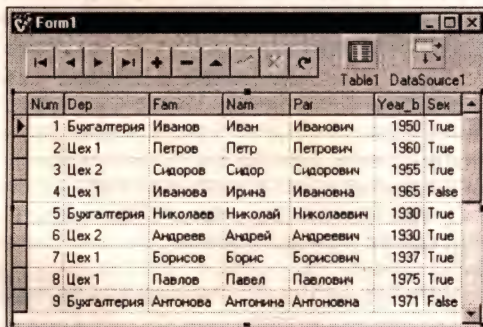 Form1
Table1 DataSource1
Num Dep Fam Nam Par Year_b Sex
1 Бухгалтерия Иванов Иван Иванович 1950 True
2 Цех 1 Петров Петр Петрович 1960 True
3 Цех 2 Сидоров Сидор Сидорович 1955 True
4 Цех 1 Иванова Ирина Ивановна 1965 False
5 Бухгалтерия Николаев Николай Николаевич 1930 True
6 Цех 2 Андреев Андрей Андреевич 1930 True
7 Цех 1 Борисов Борис Борисович 1937 True
8 Цех 1 Павлов Павел Павлович 1975 True
9 Бухгалтерия Антонова Антонина Антоновна 1971 False